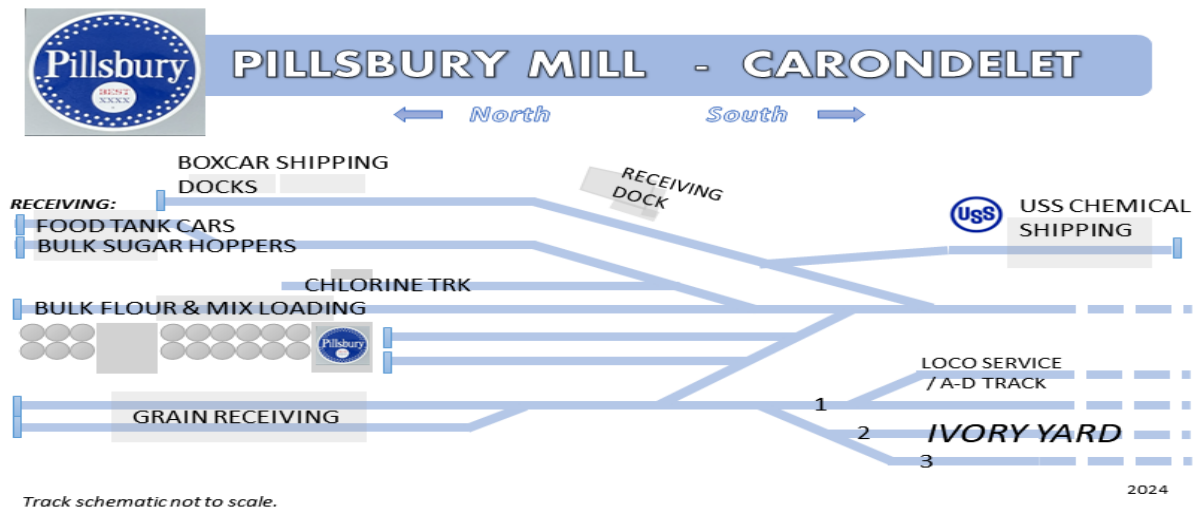 Pillsbury
BEST
XXXX
PILLSBURY MILL - CARONDELET
North
South
BOXCAR SHIPPING
DOCKS
RECEIVING
DOCK
RECEIVING:
FOOD TANK CARS
BULK SUGAR HOPPERS
USS
USS CHEMICAL
SHIPPING
CHLORINE TRK
BULK FLOUR & MIX LOADING
Pillsbury
LOCO SERVICE
/ A-D TRACK
GRAIN RECEIVING
1
2
IVORY YARD
3
Track schematic not to scale.
2024